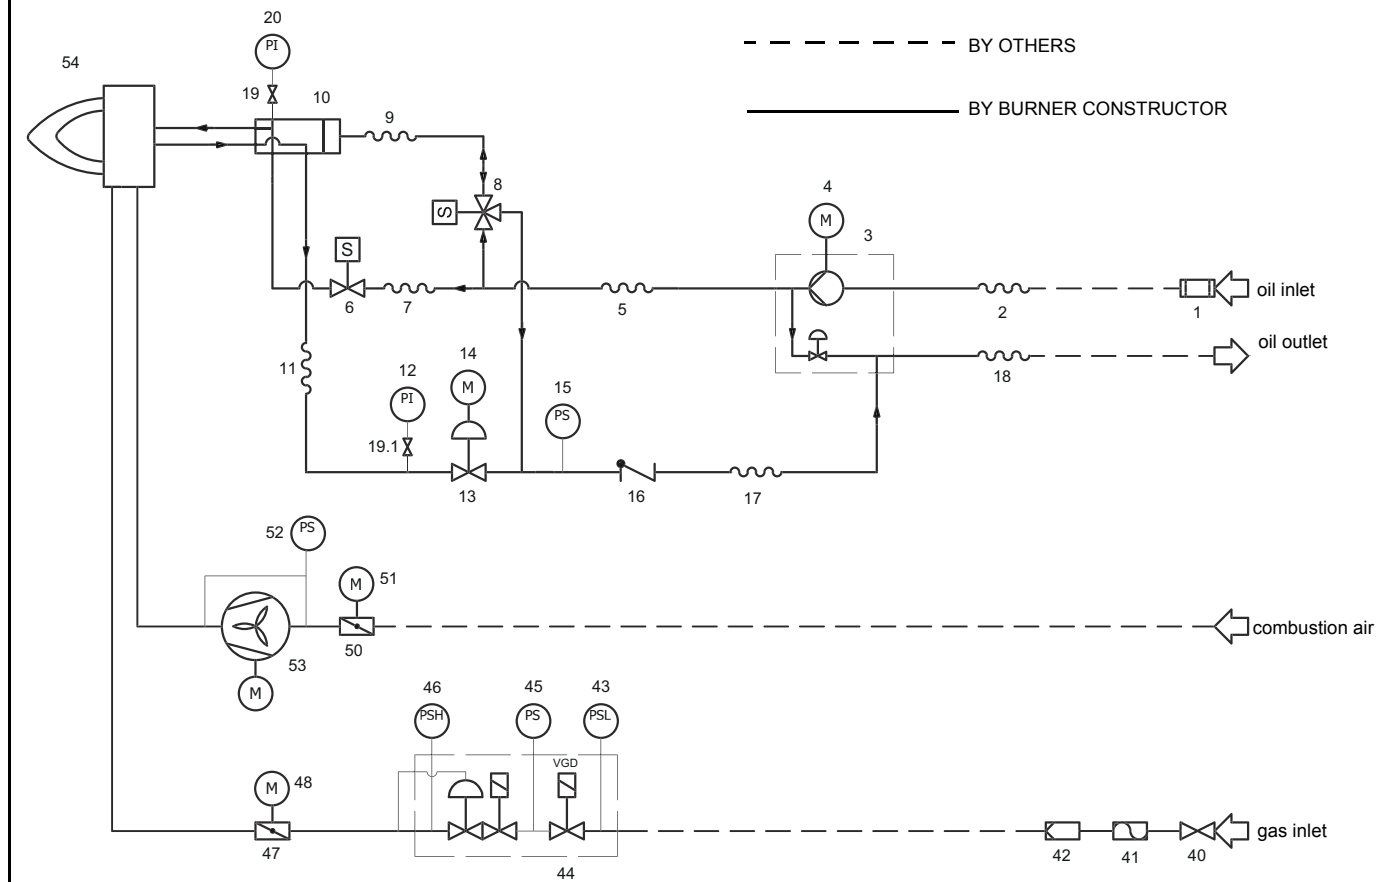 20
BY OTHERS
54
PI
19
10
9
BY BURNER CONSTRUCTOR
8
4
S
M
3
S
6
7
5
2
1
oil inlet
oil outlet
11
14
18
12
M
15
PI
PS
19.1
13
16
17
52
PS
51
M
combustion air
50
53
M
46
45
43
PSH
PS
PSL
VGD
M
48
gas inlet
47
44
42
41
40